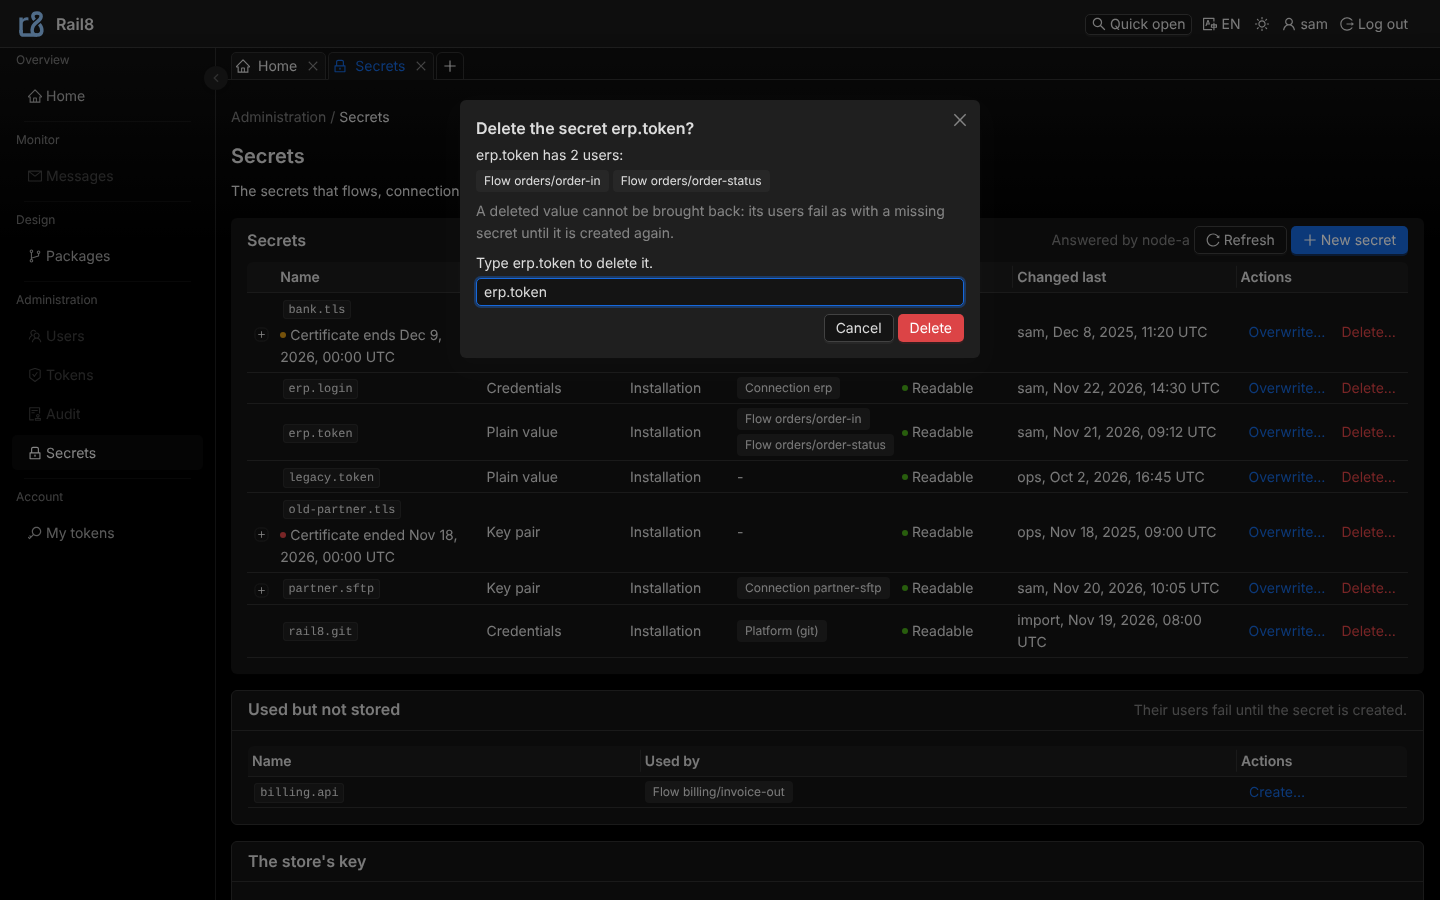 Rail8
Quick open
EN
sam
Log out
Overview
Home
Monitor
Messages
Design
Packages
Administration
Users
Tokens
Audit
Secrets
Account
My tokens
Home
Secrets
Administration / Secrets
Secrets
The secrets that flows, connection
Delete the secret erp.token?
erp.token has 2 users:
Flow orders/order-in
Flow orders/order-status
A deleted value cannot be brought back: its users fail as with a missing
secret until it is created again.
Type erp.token to delete it.
erp.token
Cancel
Delete
Secrets
Answered by node-a
Refresh
New secret
Name
Changed last
Actions
bank.tls
Certificate ends Dec 9,
2026, 00:00 UTC
sam, Dec 8, 2025, 11:20 UTC
Overwrite...
Delete...
erp.login
Credentials
Installation
Connection erp
Readable
sam, Nov 22, 2026, 14:30 UTC
Overwrite...
Delete...
erp.token
Plain value
Installation
Flow orders/order-in
Flow orders/order-status
Readable
sam, Nov 21, 2026, 09:12 UTC
Overwrite...
Delete...
legacy.token
Plain value
Installation
-
Readable
ops, Oct 2, 2026, 16:45 UTC
Overwrite...
Delete...
old-partner.tls
Certificate ended Nov 18,
2026, 00:00 UTC
Key pair
Installation
-
Readable
ops, Nov 18, 2025, 09:00 UTC
Overwrite...
Delete...
partner.sftp
Key pair
Installation
Connection partner-sftp
Readable
sam, Nov 20, 2026, 10:05 UTC
Overwrite...
Delete...
rail8.git
Credentials
Installation
Platform (git)
Readable
import, Nov 19, 2026, 08:00
UTC
Overwrite...
Delete...
Used but not stored
Their users fail until the secret is created.
Name
Used by
Actions
billing.api
Flow billing/invoice-out
Create...
The store's key